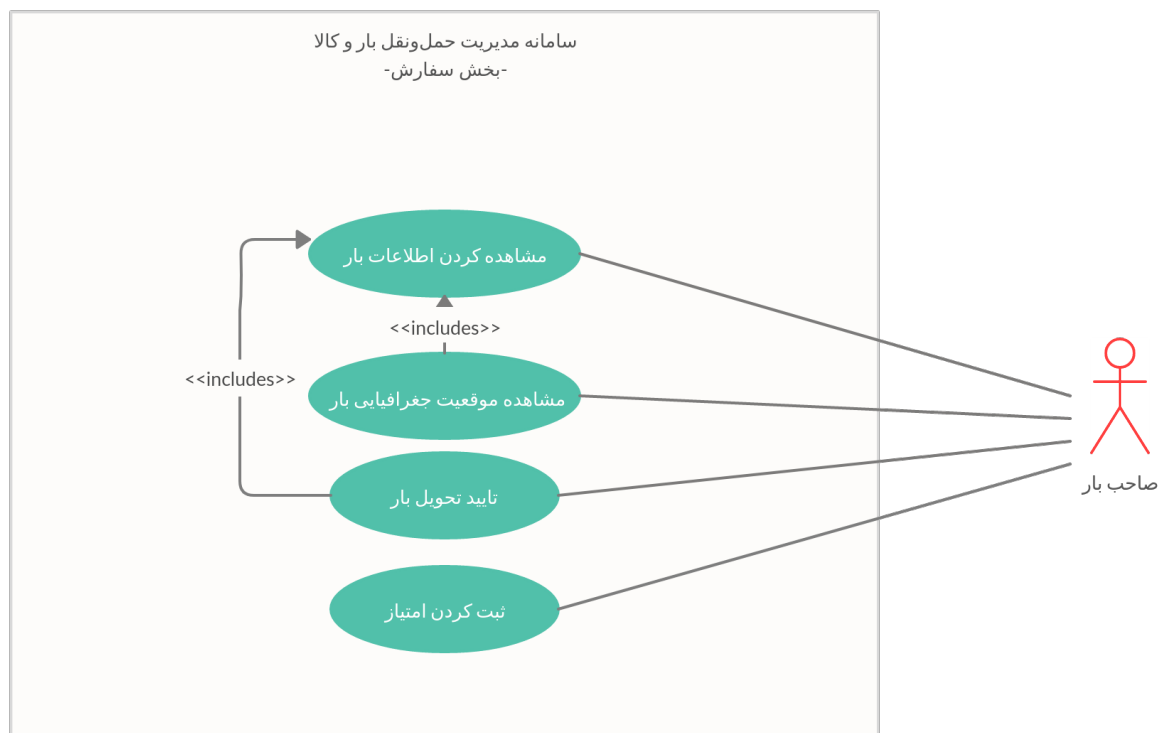 سامانه مدیریت حمل‌ونقل بار و کالا
-بخش سفارش-
مشاهده کردن اطلاعات بار
<<includes>>
<<includes>>
مشاهده موقعیت جغرافیایی بار
تایید تحویل بار
صاحب بار
ثبت کردن امتیاز